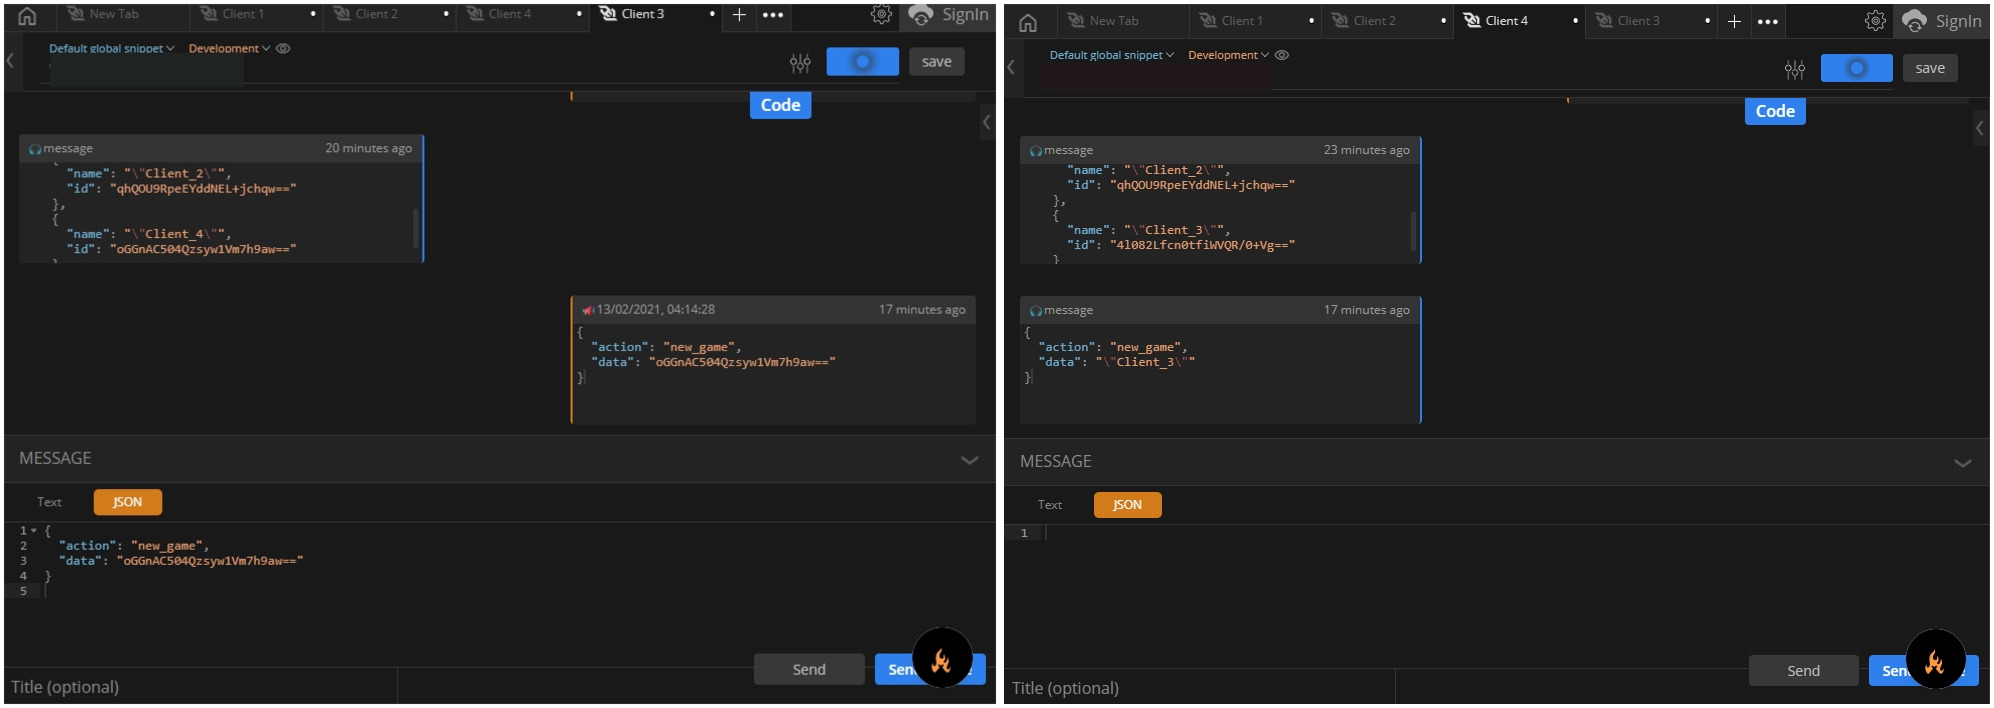 New Tab
Client 1
Client 2
Client 4
Client 3
SignIn
Default global snippet
Development
save
Code
message
20 minutes ago
"name": "\"Client_2\"",
"id": "qhQOU9RpeEYddNEL+jchqw=="
},
{
"name": "\"Client_4\"",
"id": "oGGnAC504Qzsyw1Vm7h9aw=="
13/02/2021, 04:14:28
17 minutes ago
{
"action": "new_game",
"data": "oGGnAC504Qzsyw1Vm7h9aw=="
}
MESSAGE
Text
JSON
1 {
2 "action": "new_game",
3 "data": "oGGnAC504Qzsyw1Vm7h9aw=="
4 }
5
Send
Title (optional)
New Tab
Client 1
Client 2
Client 4
Client 3
SignIn
Default global snippet
Development
save
Code
message
23 minutes ago
"name": "\"Client_2\"",
"id": "qhQOU9RpeEYddNEL+jchqw=="
},
{
"name": "\"Client_3\"",
"id": "4l082Lfcn0tfiWVQR/0+Vg=="
}
message
17 minutes ago
{
"action": "new_game",
"data": "\"Client_3\""
}
MESSAGE
Text
JSON
1
Send
Title (optional)